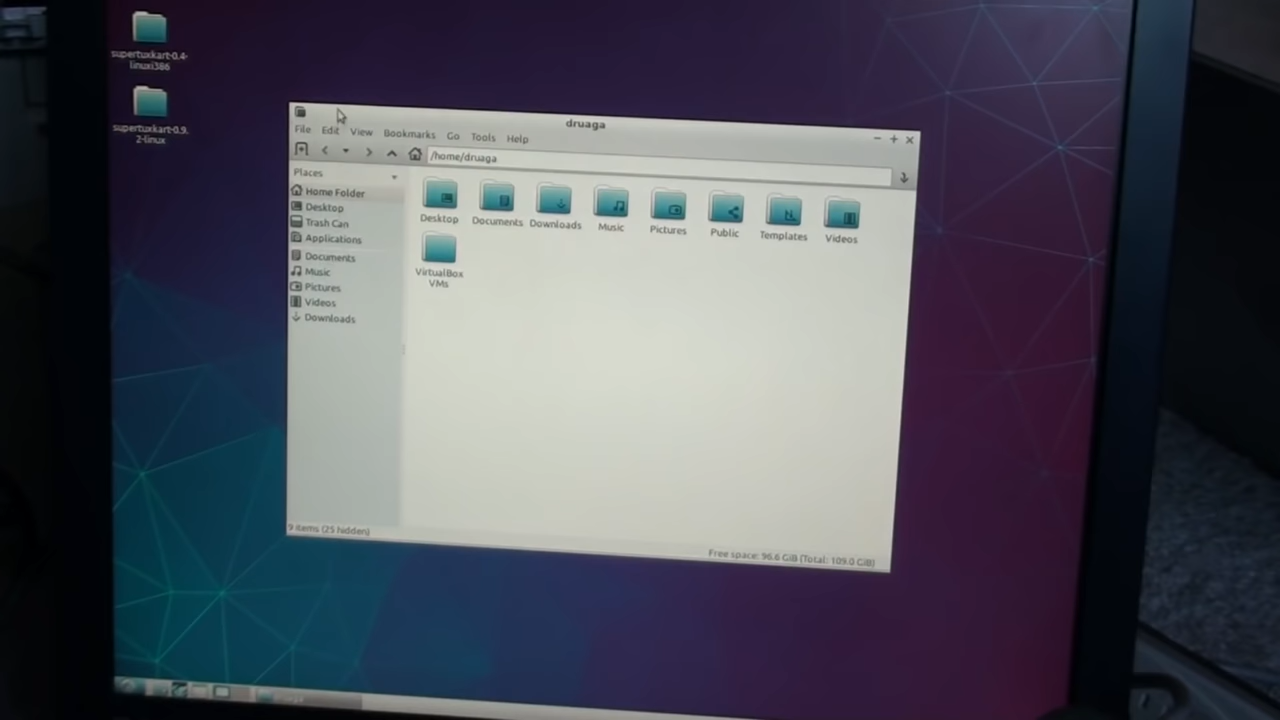 supertuxkart-0.4-
linuxi386
supertuxkart-0.9.
2-linux
druaga
File Edit View Bookmarks Go Tools Help
/home/druaga
Places
Home Folder
Desktop
Trash Can
Applications
Documents
Music
Pictures
Videos
Downloads
Desktop Documents Downloads Music Pictures Public Templates Videos
VirtualBox
VMs
9 items (25 hidden)
Free space: 96.6 GiB (Total: 109.0 GiB)